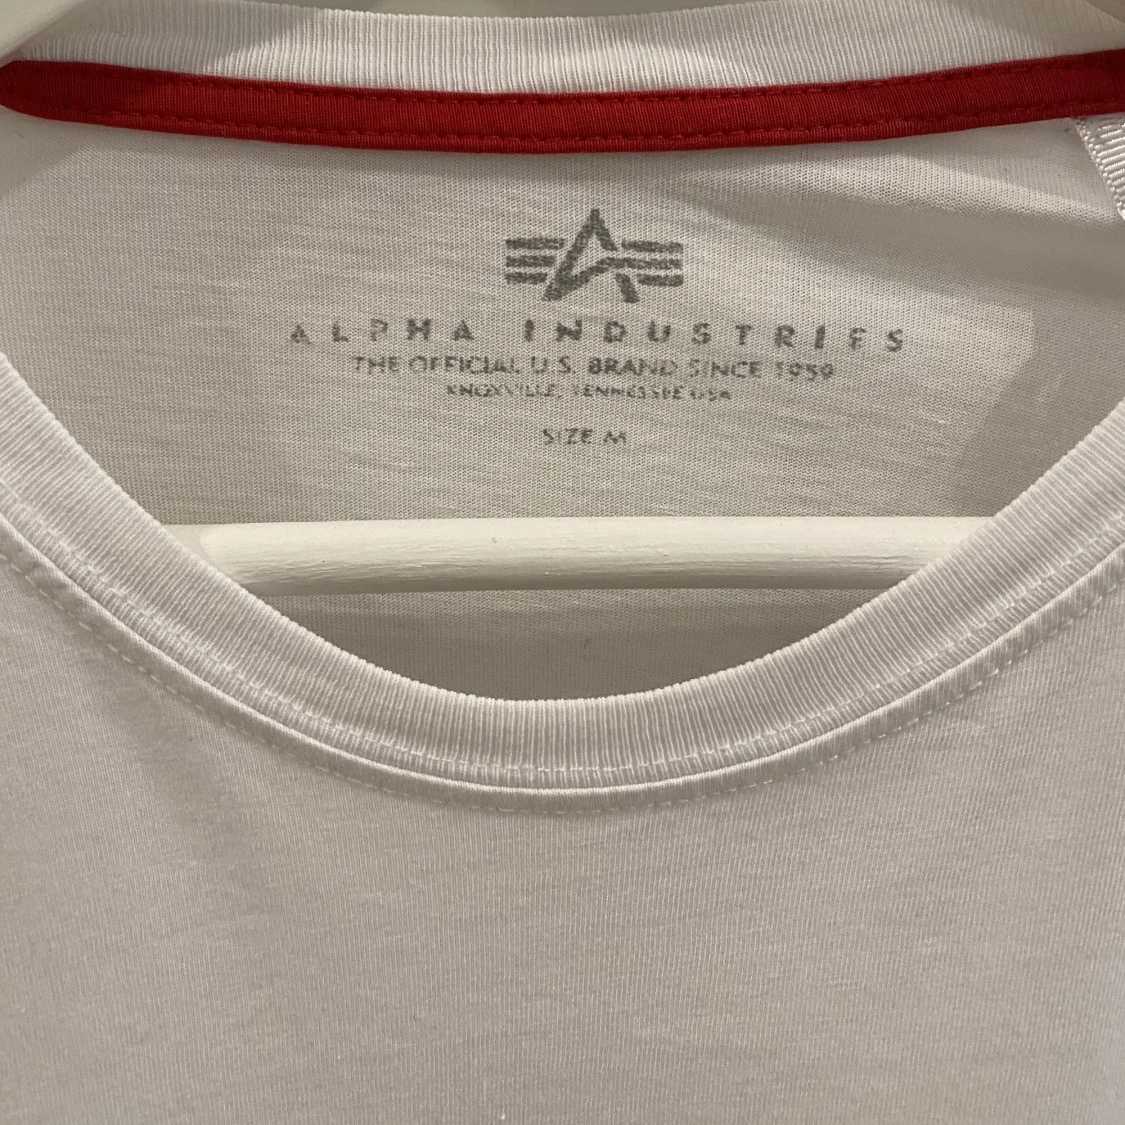 ALPHA INDUSTRIES
THE OFFICIAL U.S. BRAND SINCE 1959
KNOXVILLE, TENNESSEE USA
SIZE M